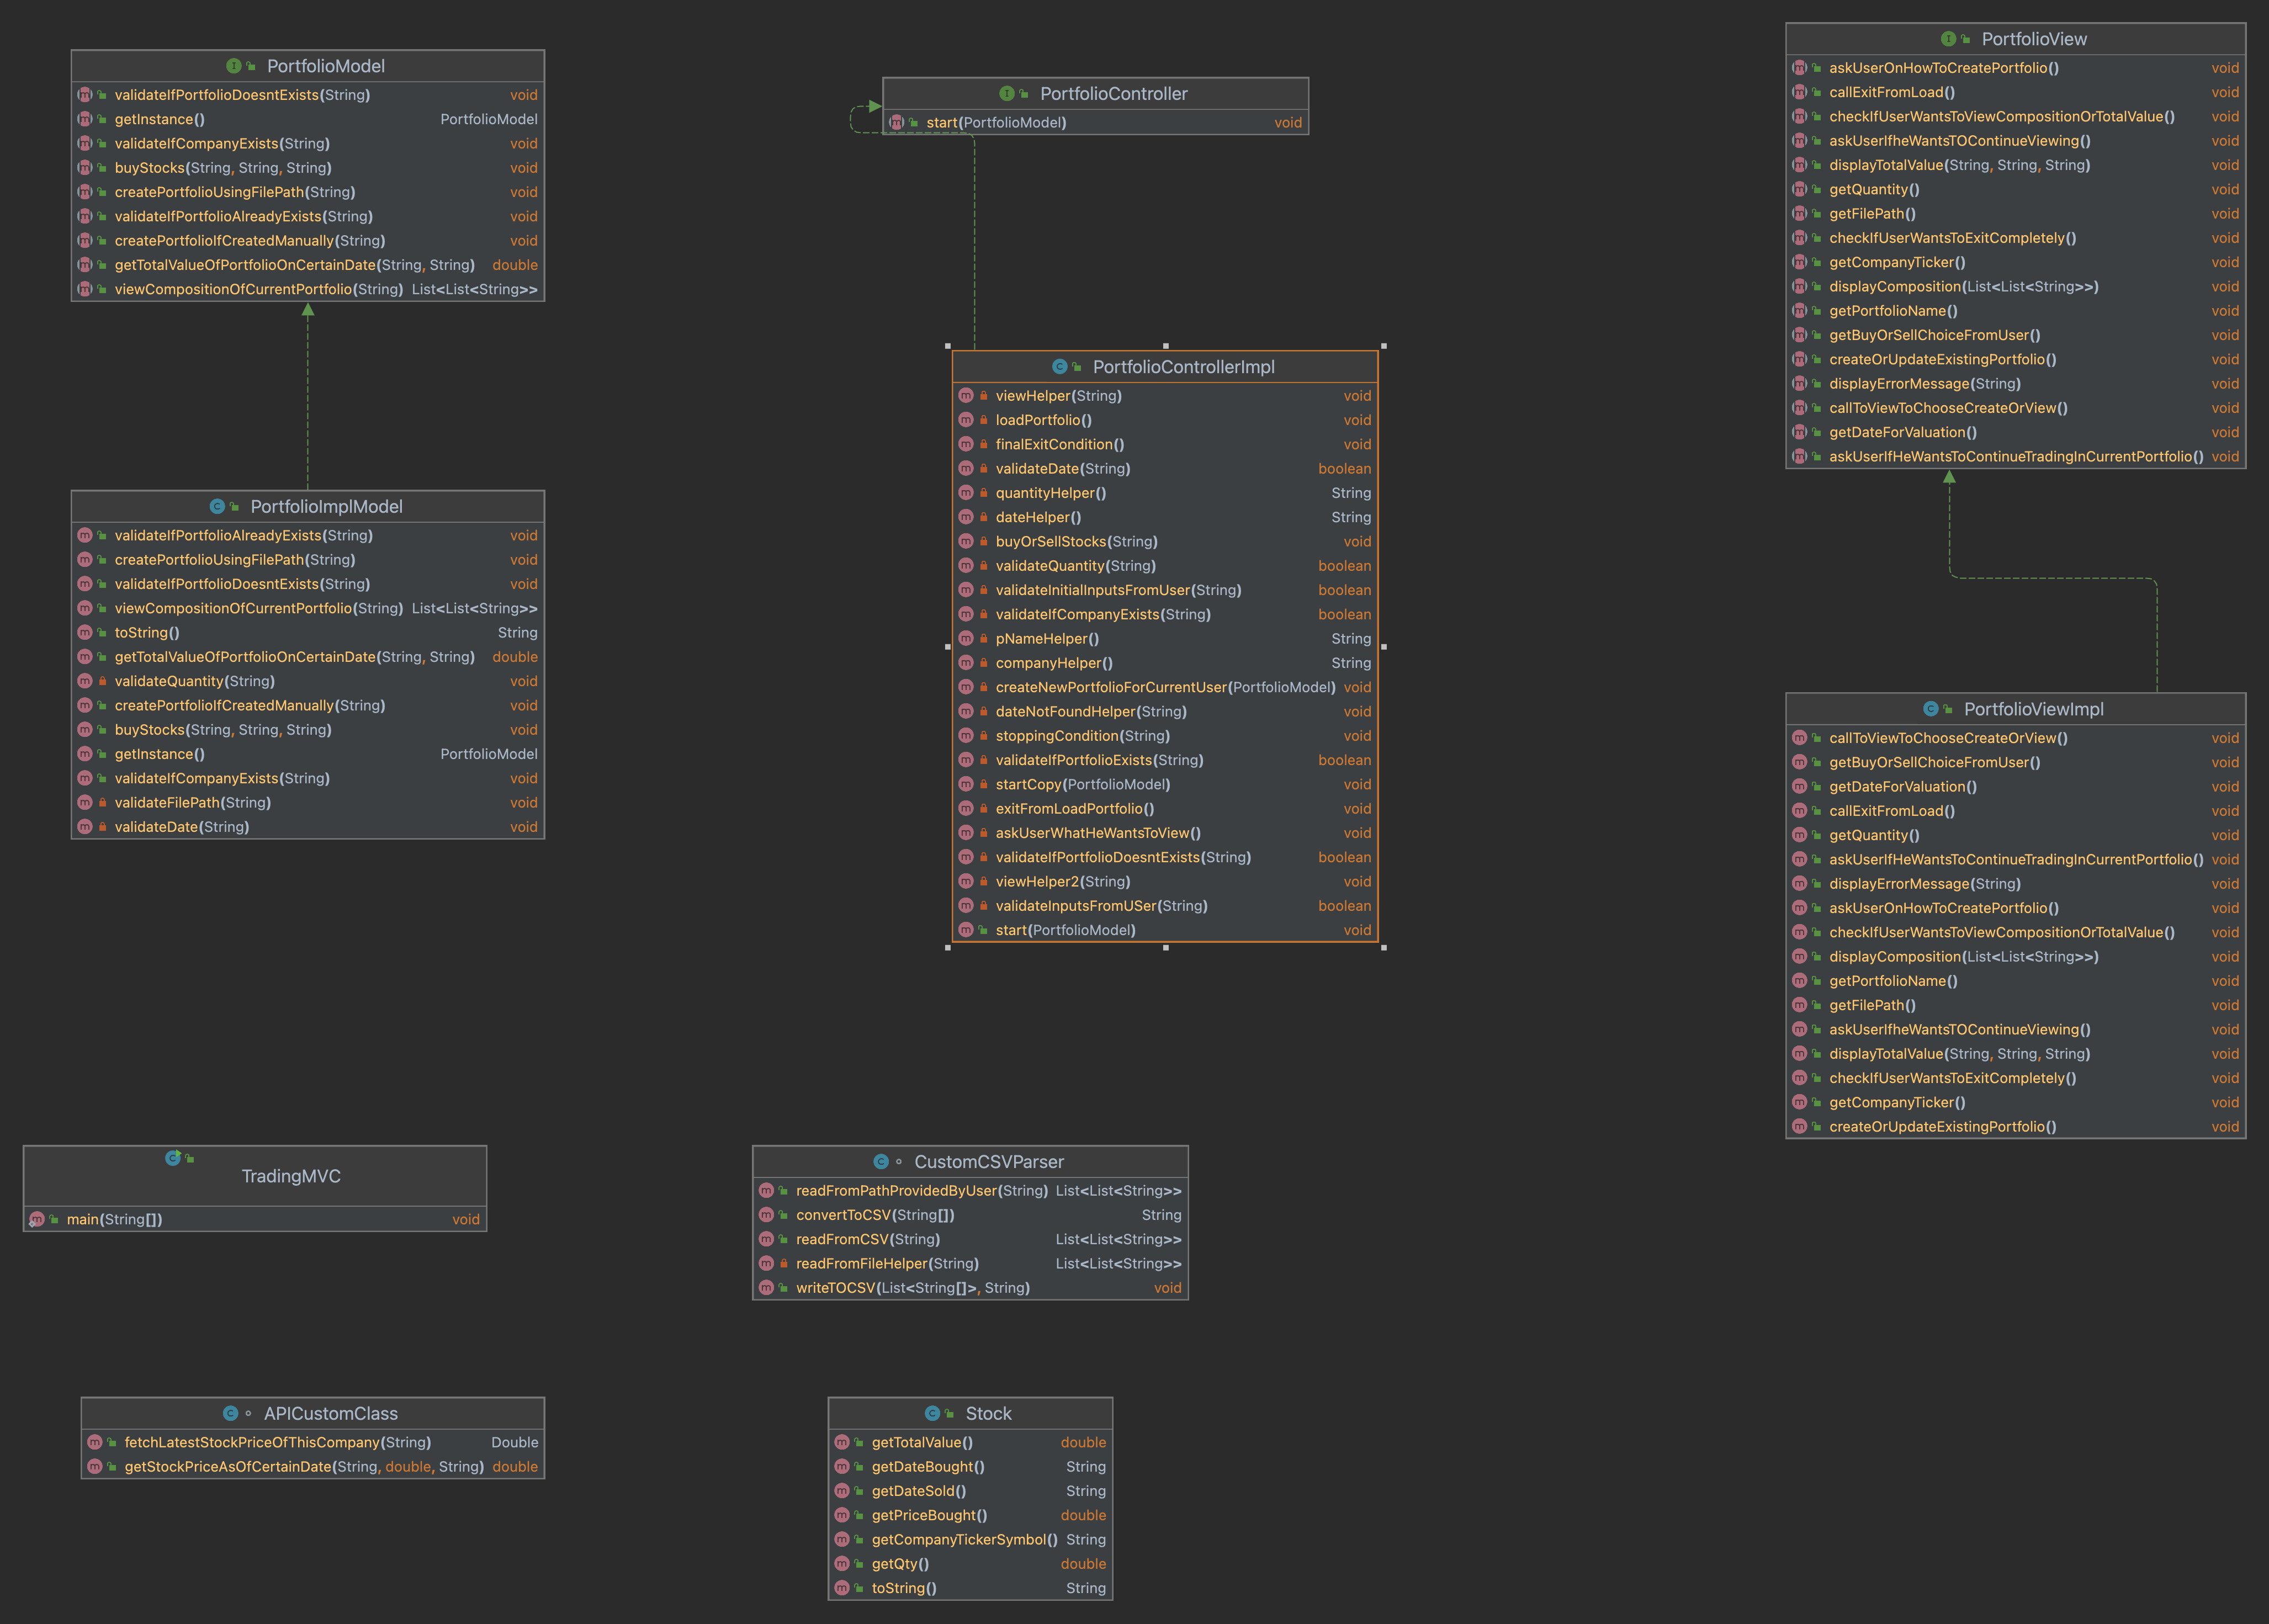 PortfolioModel
validateIfPortfolioDoesntExists(String) void
getInstance() PortfolioModel
validateIfCompanyExists(String) void
buyStocks(String, String, String) void
createPortfolioUsingFilePath(String) void
validateIfPortfolioAlreadyExists(String) void
createPortfolioIfCreatedManually(String) void
getTotalValueOfPortfolioOnCertainDate(String, String) double
viewCompositionOfCurrentPortfolio(String) List<List<String>>
PortfolioImplModel
validateIfPortfolioAlreadyExists(String) void
createPortfolioUsingFilePath(String) void
validateIfPortfolioDoesntExists(String) void
viewCompositionOfCurrentPortfolio(String) List<List<String>>
toString() String
getTotalValueOfPortfolioOnCertainDate(String, String) double
validateQuantity(String) void
createPortfolioIfCreatedManually(String) void
buyStocks(String, String, String) void
getInstance() PortfolioModel
validateIfCompanyExists(String) void
validateFilePath(String) void
validateDate(String) void
PortfolioController
start(PortfolioModel) void
PortfolioControllerImpl
viewHelper(String) void
loadPortfolio() void
finalExitCondition() void
validateDate(String) boolean
quantityHelper() String
dateHelper() String
buyOrSellStocks(String) void
validateQuantity(String) boolean
validateInitialInputsFromUser(String) boolean
validateIfCompanyExists(String) boolean
pNameHelper() String
companyHelper() String
createNewPortfolioForCurrentUser(PortfolioModel) void
dateNotFoundHelper(String) void
stoppingCondition(String) void
validateIfPortfolioExists(String) boolean
startCopy(PortfolioModel) void
exitFromLoadPortfolio() void
askUserWhatHeWantsToView() void
validateIfPortfolioDoesntExists(String) boolean
viewHelper2(String) void
validateInputsFromUSer(String) boolean
start(PortfolioModel) void
PortfolioView
askUserOnHowToCreatePortfolio() void
callExitFromLoad() void
checkIfUserWantsToViewCompositionOrTotalValue() void
askUserIfheWantsTOContinueViewing() void
displayTotalValue(String, String, String) void
getQuantity() void
getFilePath() void
checkIfUserWantsToExitCompletely() void
getCompanyTicker() void
displayComposition(List<List<String>>) void
getPortfolioName() void
getBuyOrSellChoiceFromUser() void
createOrUpdateExistingPortfolio() void
displayErrorMessage(String) void
callToViewToChooseCreateOrView() void
getDateForValuation() void
askUserIfHeWantsToContinueTradingInCurrentPortfolio() void
PortfolioViewImpl
callToViewToChooseCreateOrView() void
getBuyOrSellChoiceFromUser() void
getDateForValuation() void
callExitFromLoad() void
getQuantity() void
askUserIfHeWantsToContinueTradingInCurrentPortfolio() void
displayErrorMessage(String) void
askUserOnHowToCreatePortfolio() void
checkIfUserWantsToViewCompositionOrTotalValue() void
displayComposition(List<List<String>>) void
getPortfolioName() void
getFilePath() void
askUserIfheWantsTOContinueViewing() void
displayTotalValue(String, String, String) void
checkIfUserWantsToExitCompletely() void
getCompanyTicker() void
createOrUpdateExistingPortfolio() void
TradingMVC
main(String[]) void
CustomCSVParser
readFromPathProvidedByUser(String) List<List<String>>
convertToCSV(String[]) String
readFromCSV(String) List<List<String>>
readFromFileHelper(String) List<List<String>>
writeTOCSV(List<String[]>, String) void
APICustomClass
fetchLatestStockPriceOfThisCompany(String) Double
getStockPriceAsOfCertainDate(String, double, String) double
Stock
getTotalValue() double
getDateBought() String
getDateSold() String
getPriceBought() double
getCompanyTickerSymbol() String
getQty() double
toString() String